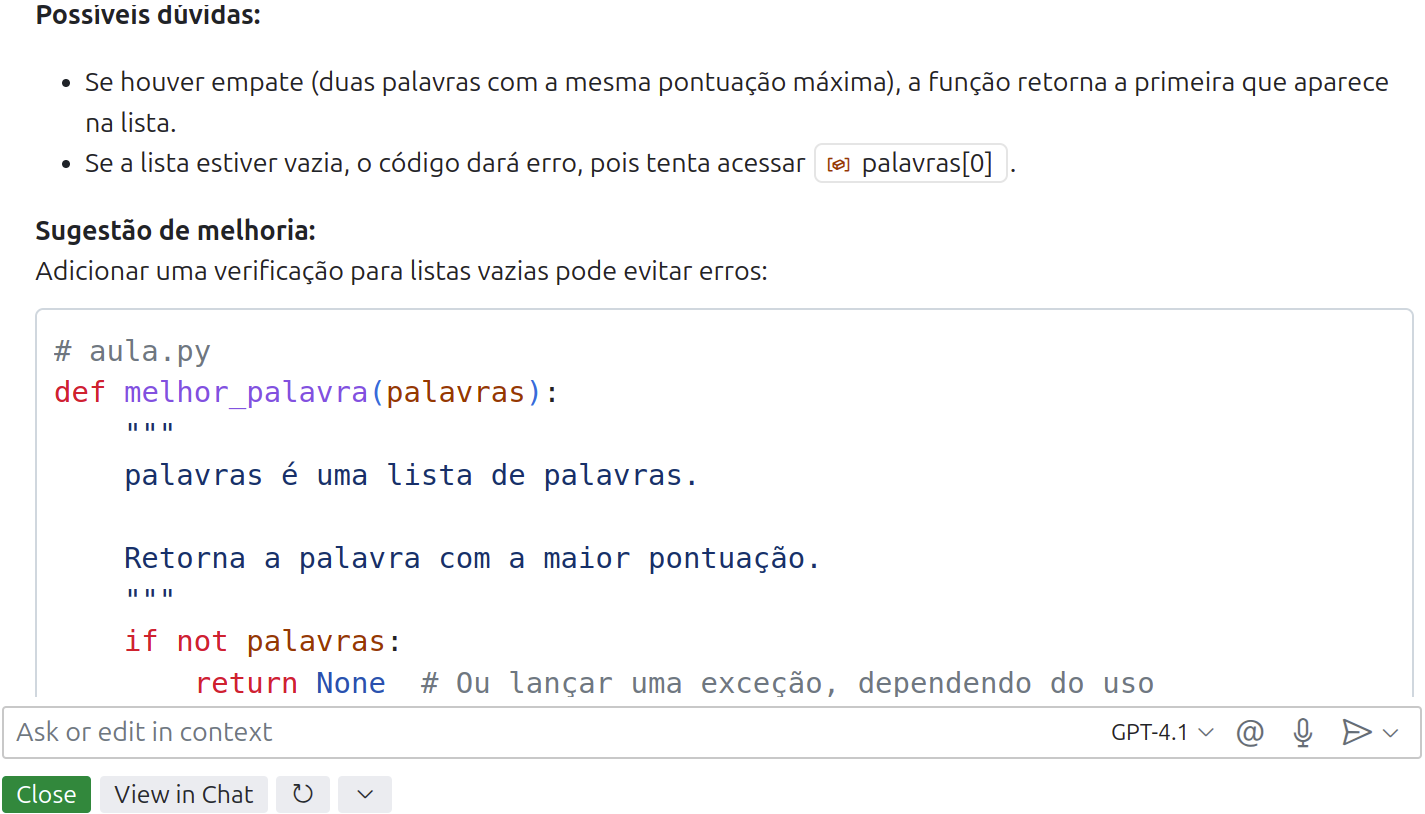 Possíveis dúvidas:
• Se houver empate (duas palavras com a mesma pontuação máxima), a função retorna a primeira que aparece
na lista.
• Se a lista estiver vazia, o código dará erro, pois tenta acessar palavras[0] .
Sugestão de melhoria:
Adicionar uma verificação para listas vazias pode evitar erros:
# aula.py
def melhor_palavra(palavras):
    """
    palavras é uma lista de palavras.
    Retorna a palavra com a maior pontuação.
    """
    if not palavras:
        return None  # Ou lançar uma exceção, dependendo do uso
Ask or edit in context GPT-4.1 @
Close View in Chat